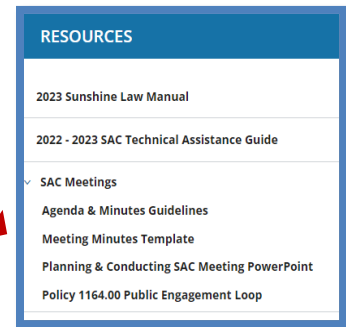 RESOURCES
2023 Sunshine Law Manual
2022 - 2023 SAC Technical Assistance Guide
SAC Meetings
Agenda & Minutes Guidelines
Meeting Minutes Template
Planning & Conducting SAC Meeting PowerPoint
Policy 1164.00 Public Engagement Loop